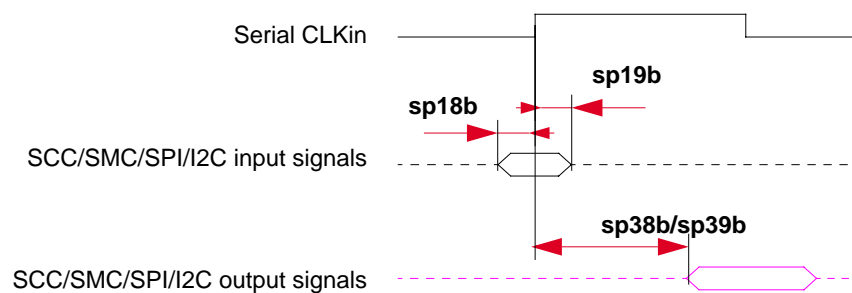 Serial CLKin
sp19b
sp18b
SCC/SMC/SPI/I2C input signals
sp38b/sp39b
SCC/SMC/SPI/I2C output signals